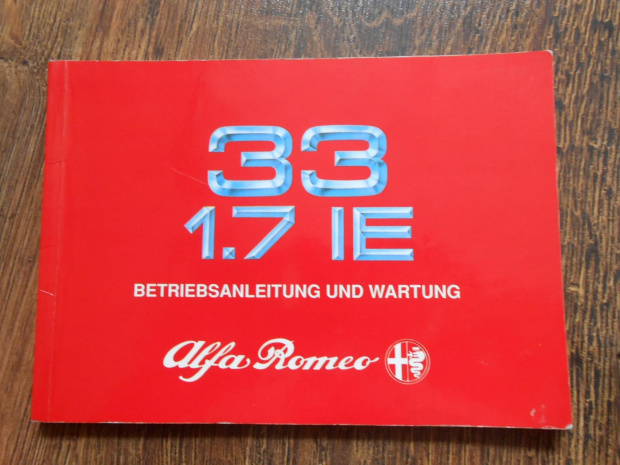 33
1.7 IE
BETRIEBSANLEITUNG UND WARTUNG
Alfa Romeo